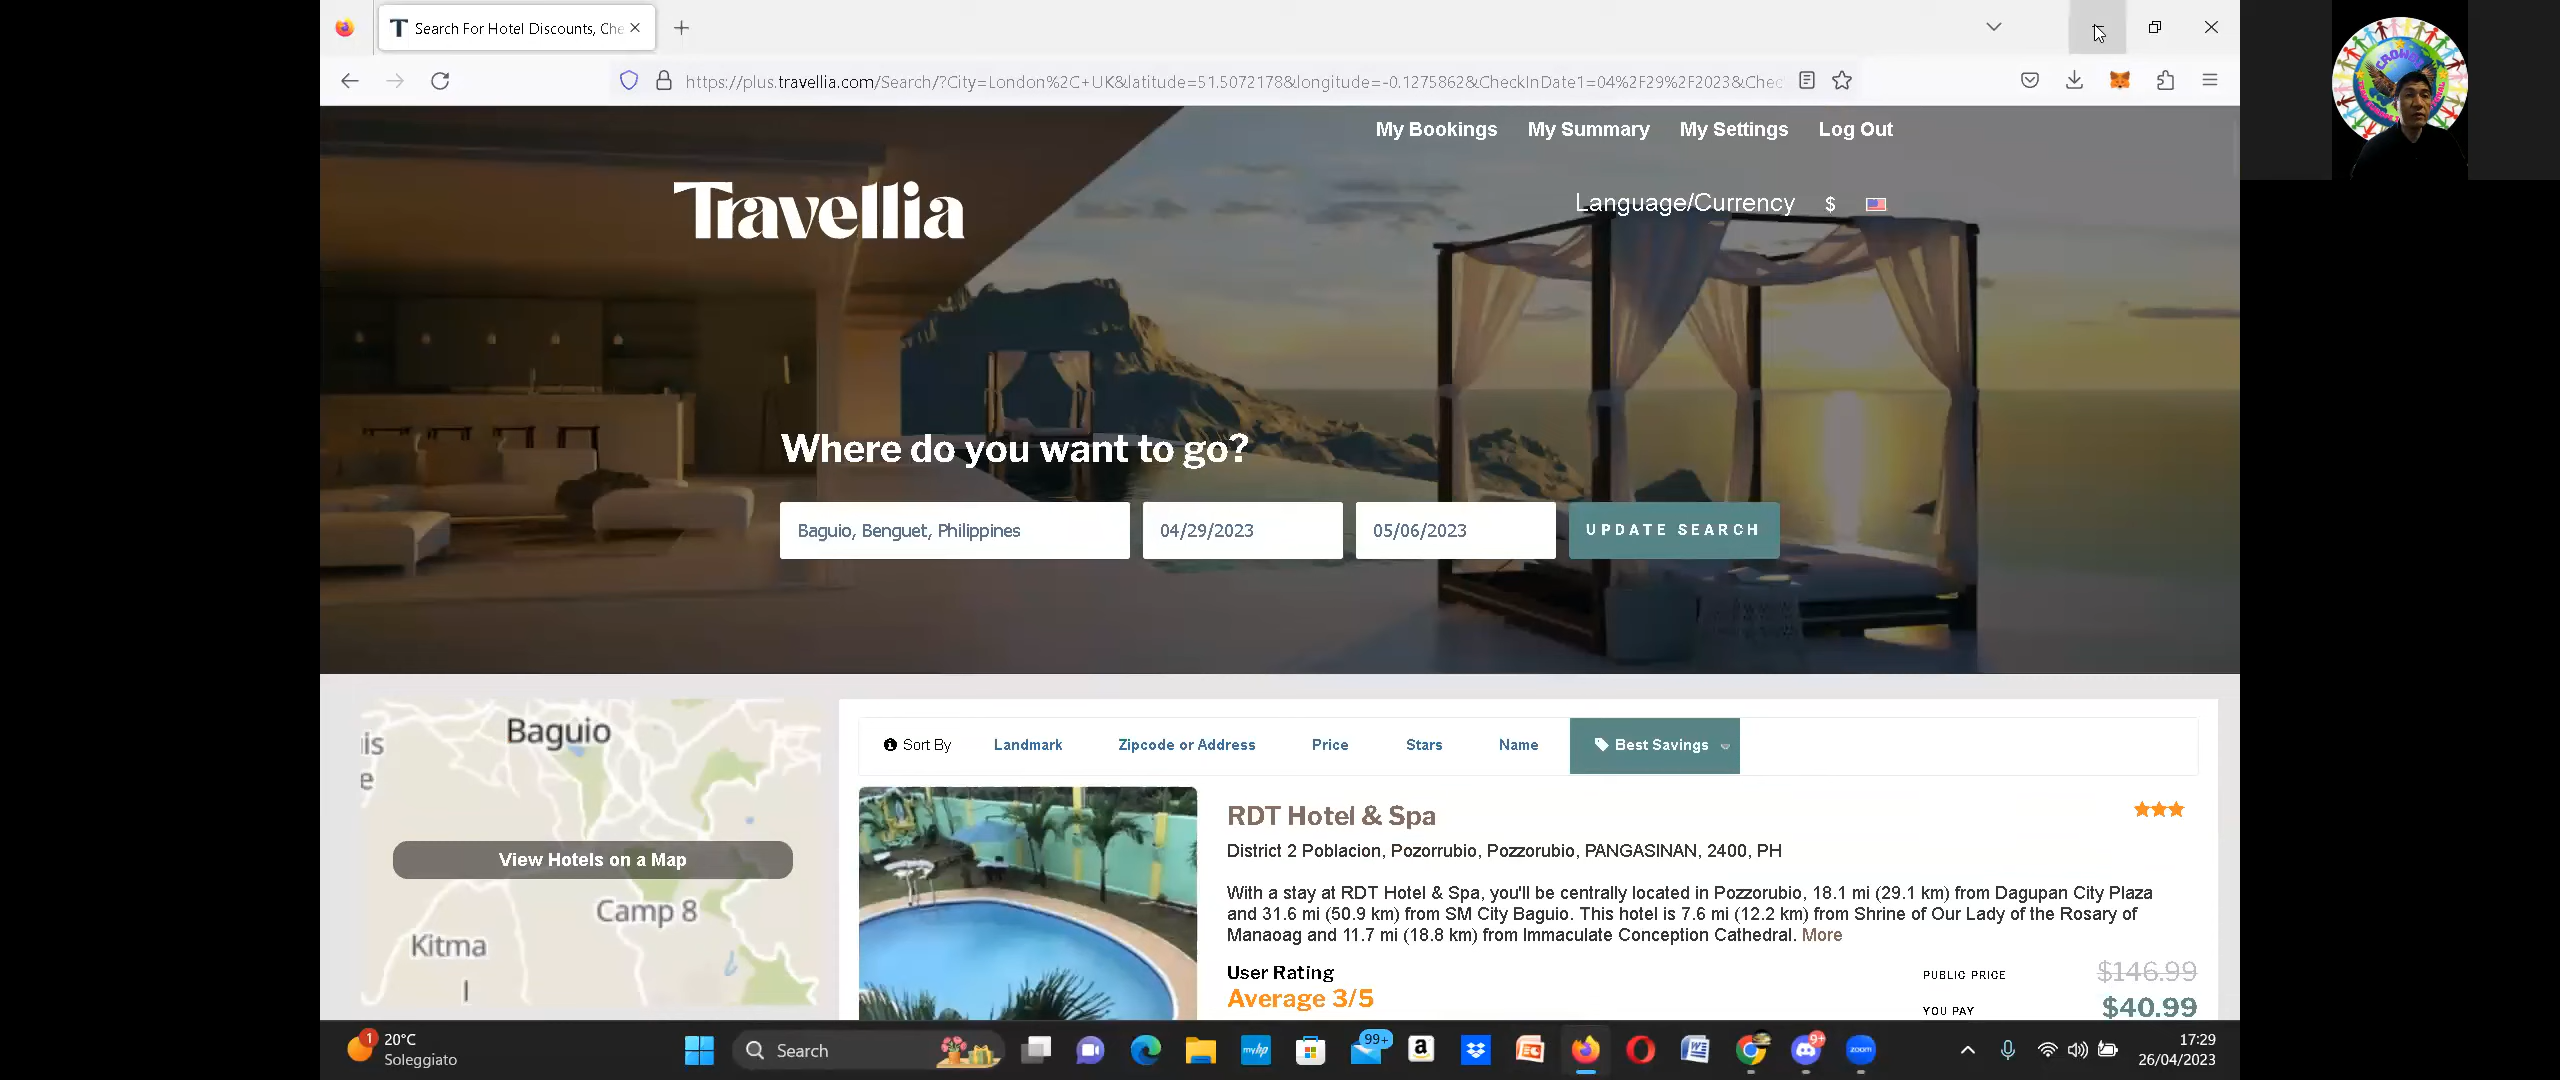 Search For Hotel Discounts, Che
https://plus.travellia.com/Search/?City=London%2C+UK&latitude=51.5072178&longitude=-0.1275862&CheckInDate1=04%2F29%2F2023&Chec
My Bookings My Summary My Settings Log Out
Travellia
Language/Currency $
Where do you want to go?
Baguio, Benguet, Philippines 04/29/2023 05/06/2023 UPDATE SEARCH
Baguio
is
e
View Hotels on a Map
Camp 8
Kitma
Sort By Landmark Zipcode or Address Price Stars Name Best Savings
RDT Hotel & Spa
District 2 Poblacion, Pozorrubio, Pozzorubio, PANGASINAN, 2400, PH
With a stay at RDT Hotel & Spa, you'll be centrally located in Pozzorubio, 18.1 mi (29.1 km) from Dagupan City Plaza
and 31.6 mi (50.9 km) from SM City Baguio. This hotel is 7.6 mi (12.2 km) from Shrine of Our Lady of the Rosary of
Manaoag and 11.7 mi (18.8 km) from Immaculate Conception Cathedral. More
User Rating
Average 3/5
PUBLIC PRICE $146.99
YOU PAY $40.99
1
20°C
Soleggiato
Search
myhp
99+
a
9+
zoom
17:29
26/04/2023